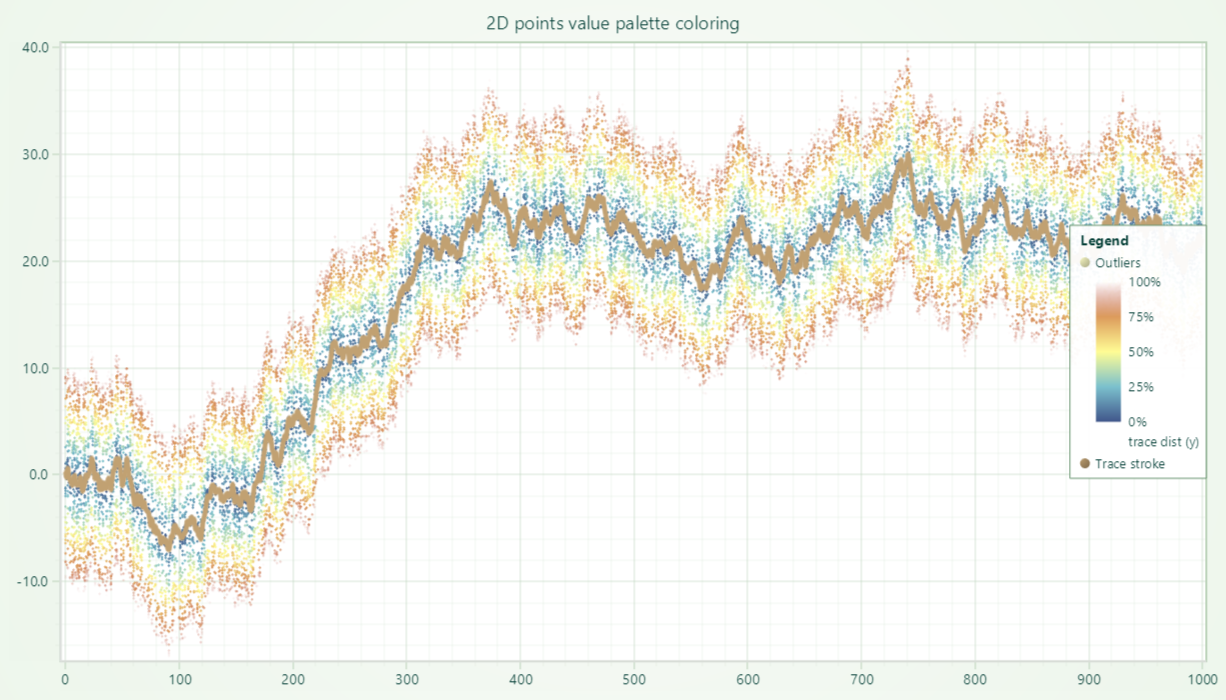 2D points value palette coloring
40.0
30.0
20.0
10.0
0.0
-10.0
Legend
Outliers
100%
75%
50%
25%
0%
trace dist (y)
Trace stroke
0 100 200 300 400 500 600 700 800 900 1000